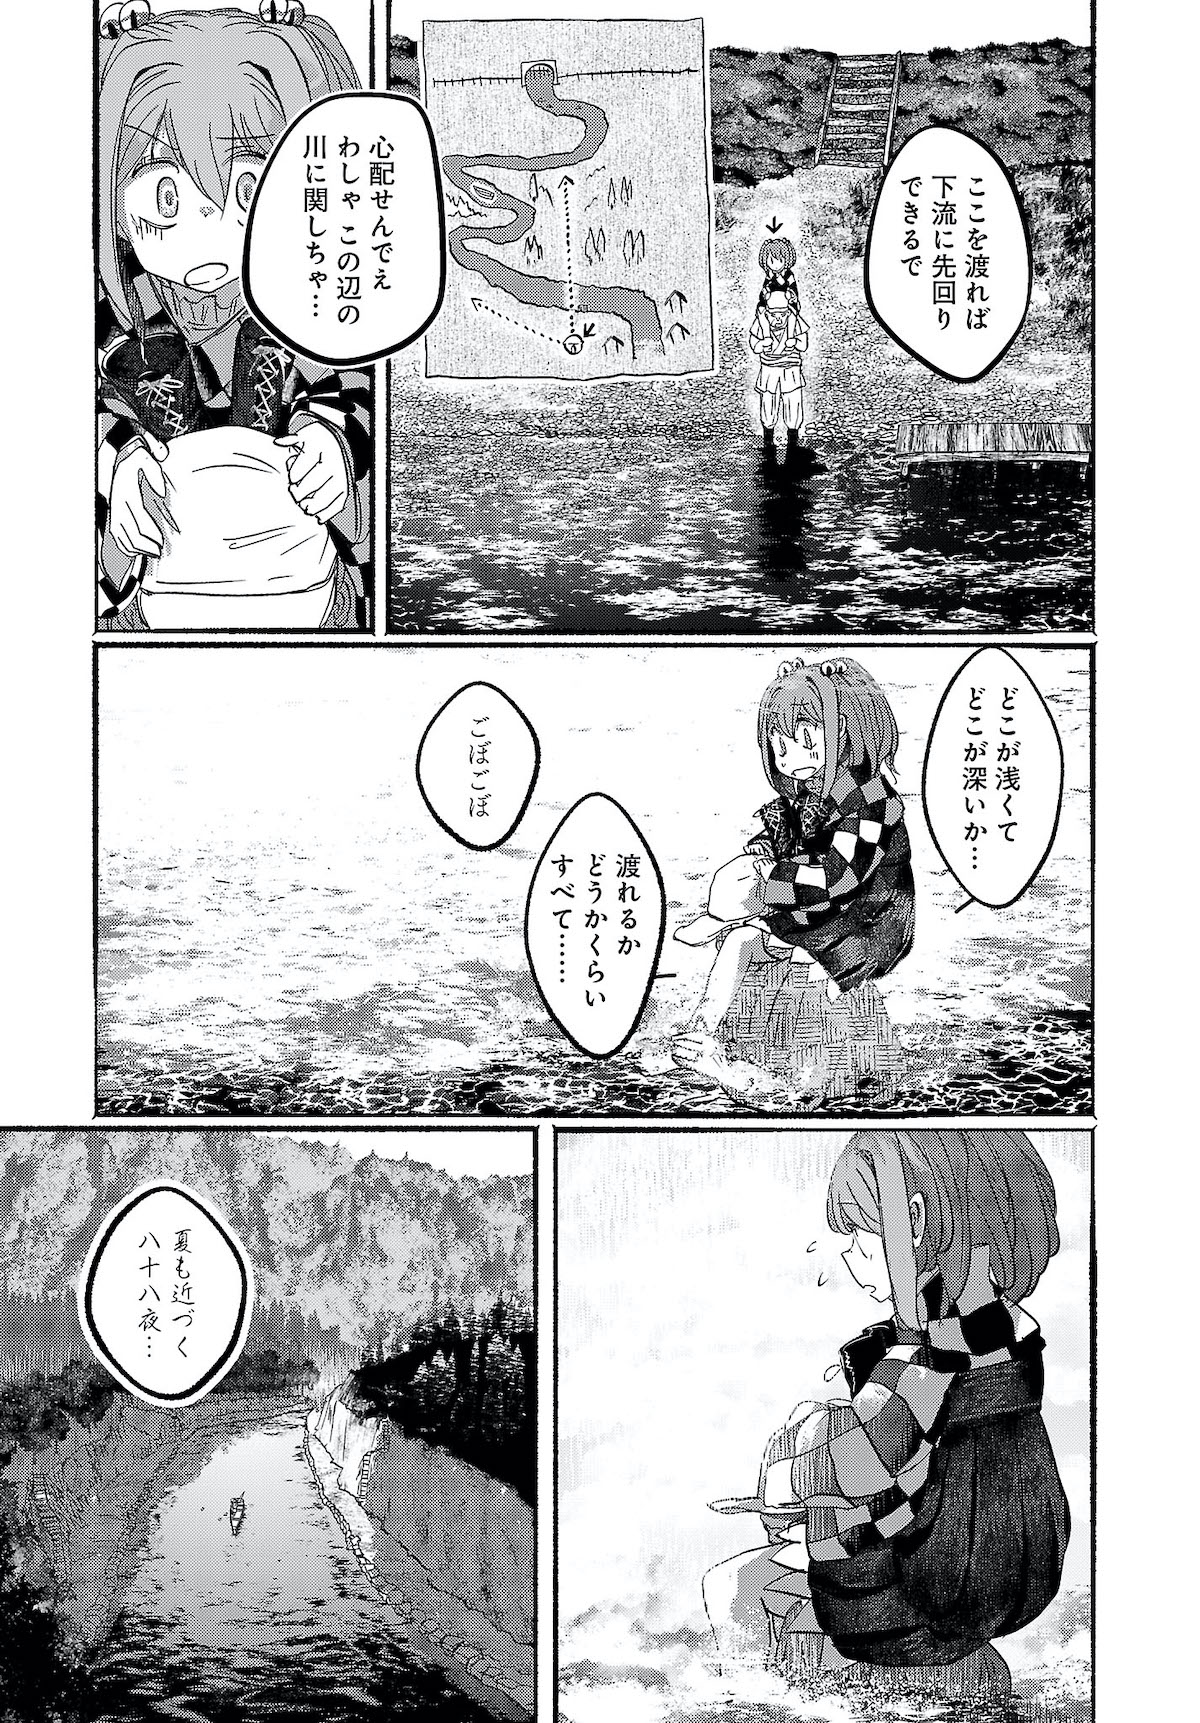 ここを渡れば
下流に先回り
できるで
心配せんでぇ
わしゃ この辺の
川に関しちゃ…
どこが浅くて
どこが深いか…
渡れるか
どうかくらい
すべて……
ごぼごぼ
夏も近づく
八十八夜…